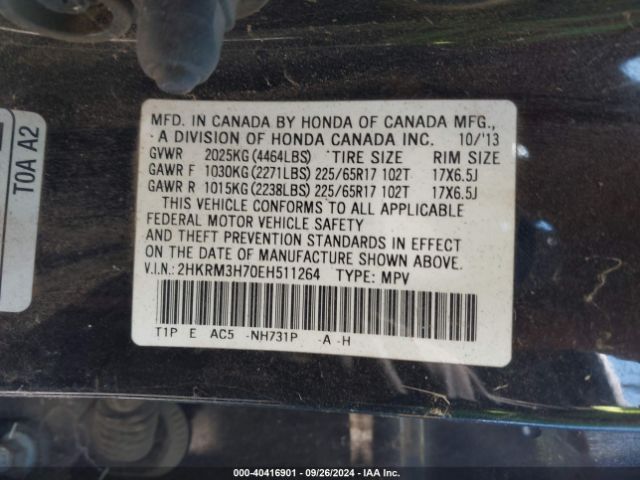 MFD. IN CANADA BY HONDA OF CANADA MFG.,
A DIVISION OF HONDA CANADA INC. 10/'13
GVWR 2025KG (4464LBS) TIRE SIZE RIM SIZE
GAWR F 1030KG (2271LBS) 225/65R17 102T 17X6.5J
GAWR R 1015KG (2238LBS) 225/65R17 102T 17X6.5J
THIS VEHICLE CONFORMS TO ALL APPLICABLE
FEDERAL MOTOR VEHICLE SAFETY
AND THEFT PREVENTION STANDARDS IN EFFECT
ON THE DATE OF MANUFACTURE SHOWN ABOVE.
V.I.N.: 2HKRM3H70EH511264 TYPE: MPV
T1P E AC5 -NH731P -A -H
TOA A2
000-40416901 - 09/26/2024 - IAA Inc.